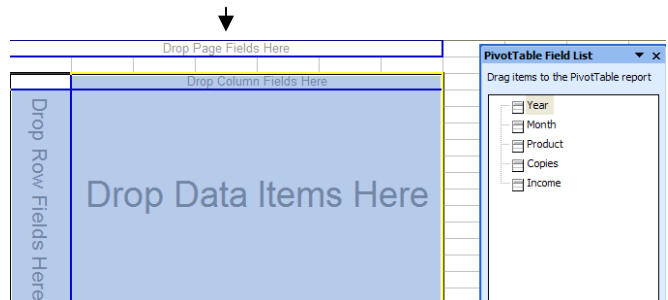 Drop Page Fields Here
Drop Column Fields Here
Drop Row Fields Here
Drop Data Items Here
PivotTable Field List
Drag items to the PivotTable report
Year
Month
Product
Copies
Income